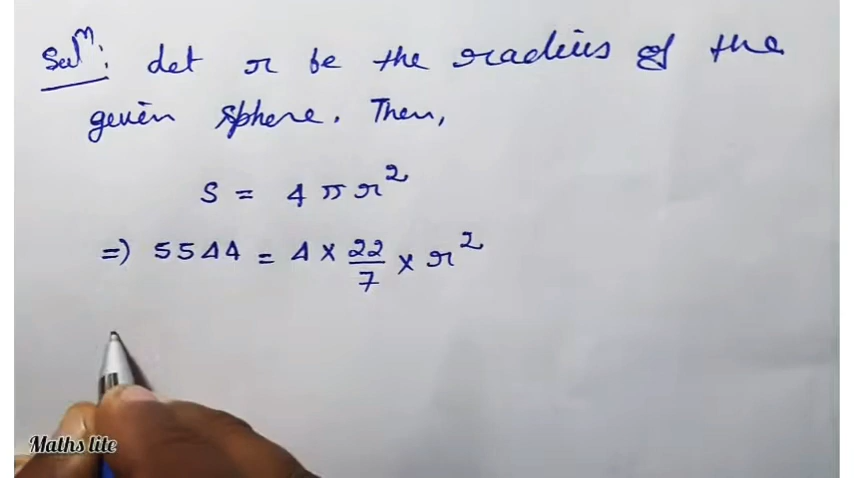 Solⁿ: Let r be the radius of the
given sphere. Then,
S = 4πr²
=) 5544 = 4 × 22/7 × r²
Maths lite